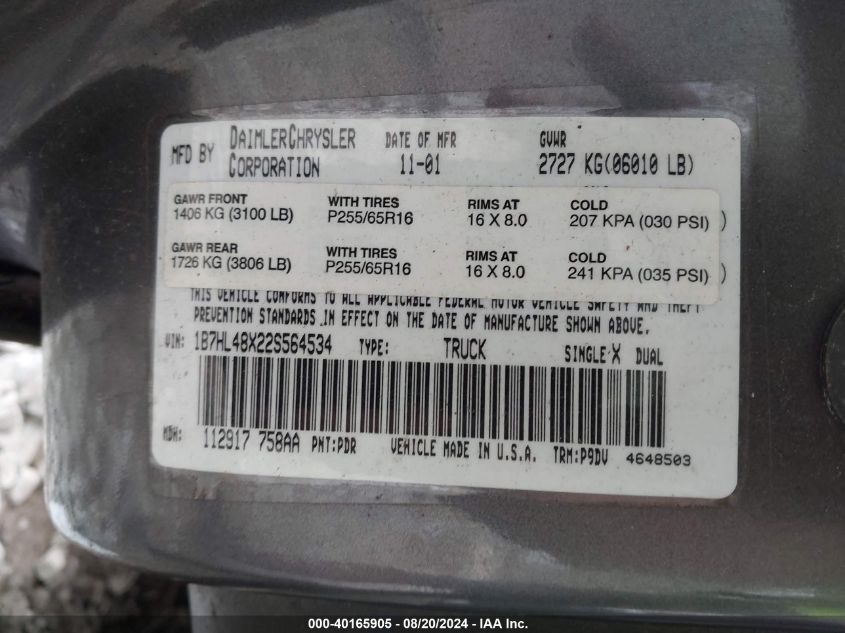 MFD BY DAIMLERCHRYSLER CORPORATION DATE OF MFR 11-01 GVWR 2727 KG(06010 LB)
GAWR FRONT WITH TIRES RIMS AT COLD
1406 KG (3100 LB) P255/65R16 16 X 8.0 207 KPA (030 PSI) )
GAWR REAR WITH TIRES RIMS AT COLD
1726 KG (3806 LB) P255/65R16 16 X 8.0 241 KPA (035 PSI) )
THIS VEHICLE CONFORMS TO ALL APPLICABLE FEDERAL MOTOR VEHICLE SAFETY AND THEFT
PREVENTION STANDARDS IN EFFECT ON THE DATE OF MANUFACTURE SHOWN ABOVE.
VIN: 1B7HL48X22S564534 TYPE: TRUCK SINGLE X DUAL
MDH: 112917 758AA PNT:PDR VEHICLE MADE IN U.S.A. TRM:P9DV 4648503
000-40165905 - 08/20/2024 - IAA Inc.